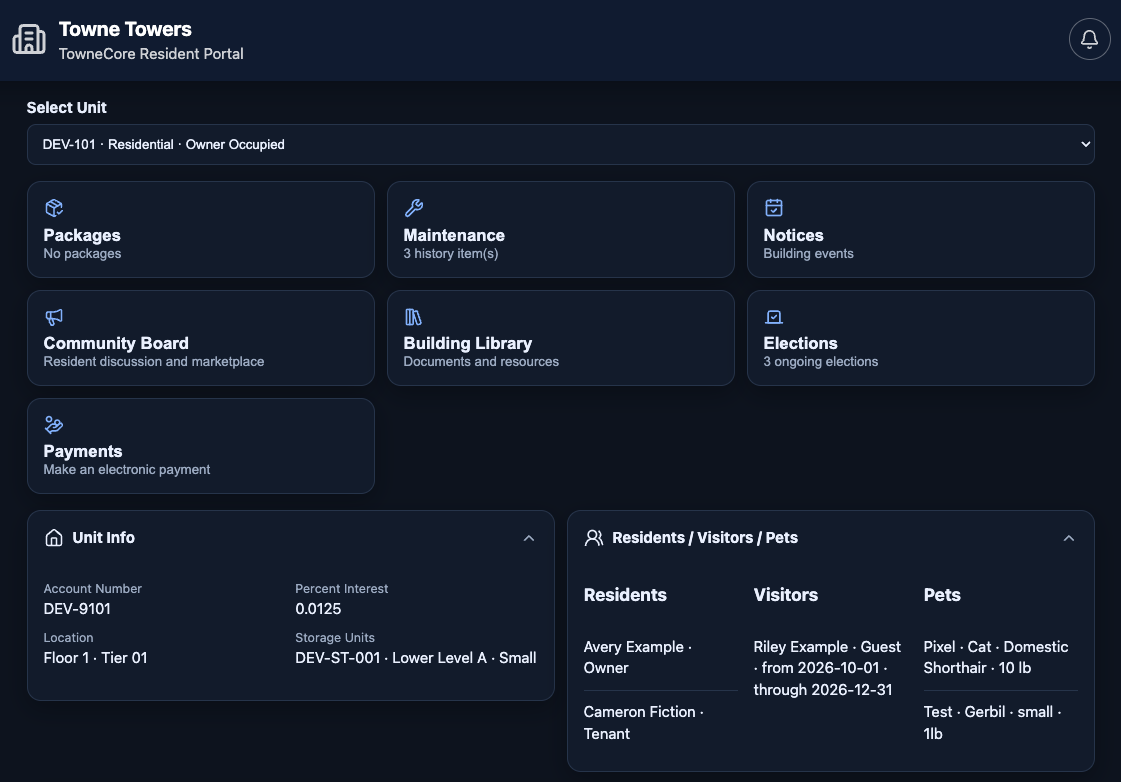 Towne Towers
TowneCore Resident Portal
Select Unit
DEV-101 · Residential · Owner Occupied
Packages
No packages
Maintenance
3 history item(s)
Notices
Building events
Community Board
Resident discussion and marketplace
Building Library
Documents and resources
Elections
3 ongoing elections
Payments
Make an electronic payment
Unit Info
Account Number
DEV-9101
Percent Interest
0.0125
Location
Floor 1 · Tier 01
Storage Units
DEV-ST-001 · Lower Level A · Small
Residents / Visitors / Pets
Residents
Avery Example ·
Owner
Cameron Fiction ·
Tenant
Visitors
Riley Example · Guest
· from 2026-10-01 ·
through 2026-12-31
Pets
Pixel · Cat · Domestic
Shorthair · 10 lb
Test · Gerbil · small ·
1lb